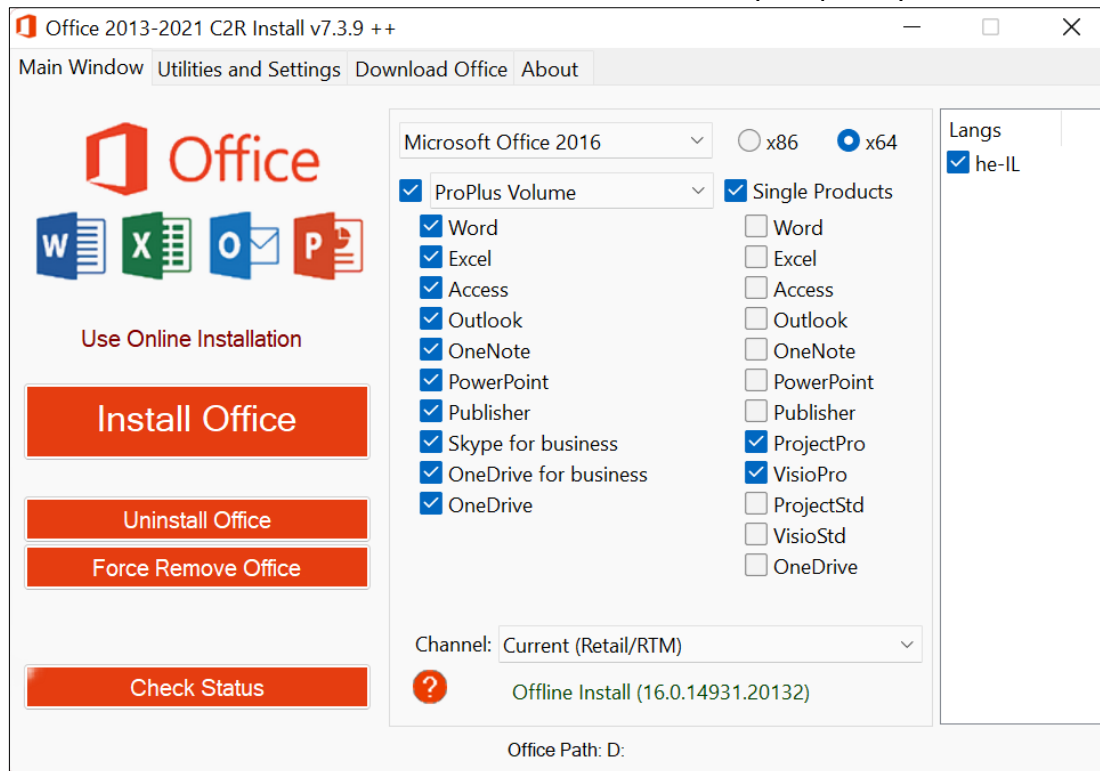 Office 2013-2021 C2R Install v7.3.9 ++
Main Window Utilities and Settings Download Office About
Office
W X O P
Use Online Installation
Install Office
Uninstall Office
Force Remove Office
Check Status
Microsoft Office 2016 x86 x64
ProPlus Volume
Word
Excel
Access
Outlook
OneNote
PowerPoint
Publisher
Skype for business
OneDrive for business
OneDrive
Single Products
Word
Excel
Access
Outlook
OneNote
PowerPoint
Publisher
ProjectPro
VisioPro
ProjectStd
VisioStd
OneDrive
Channel: Current (Retail/RTM)
? Offline Install (16.0.14931.20132)
Langs
he-IL
Office Path: D: